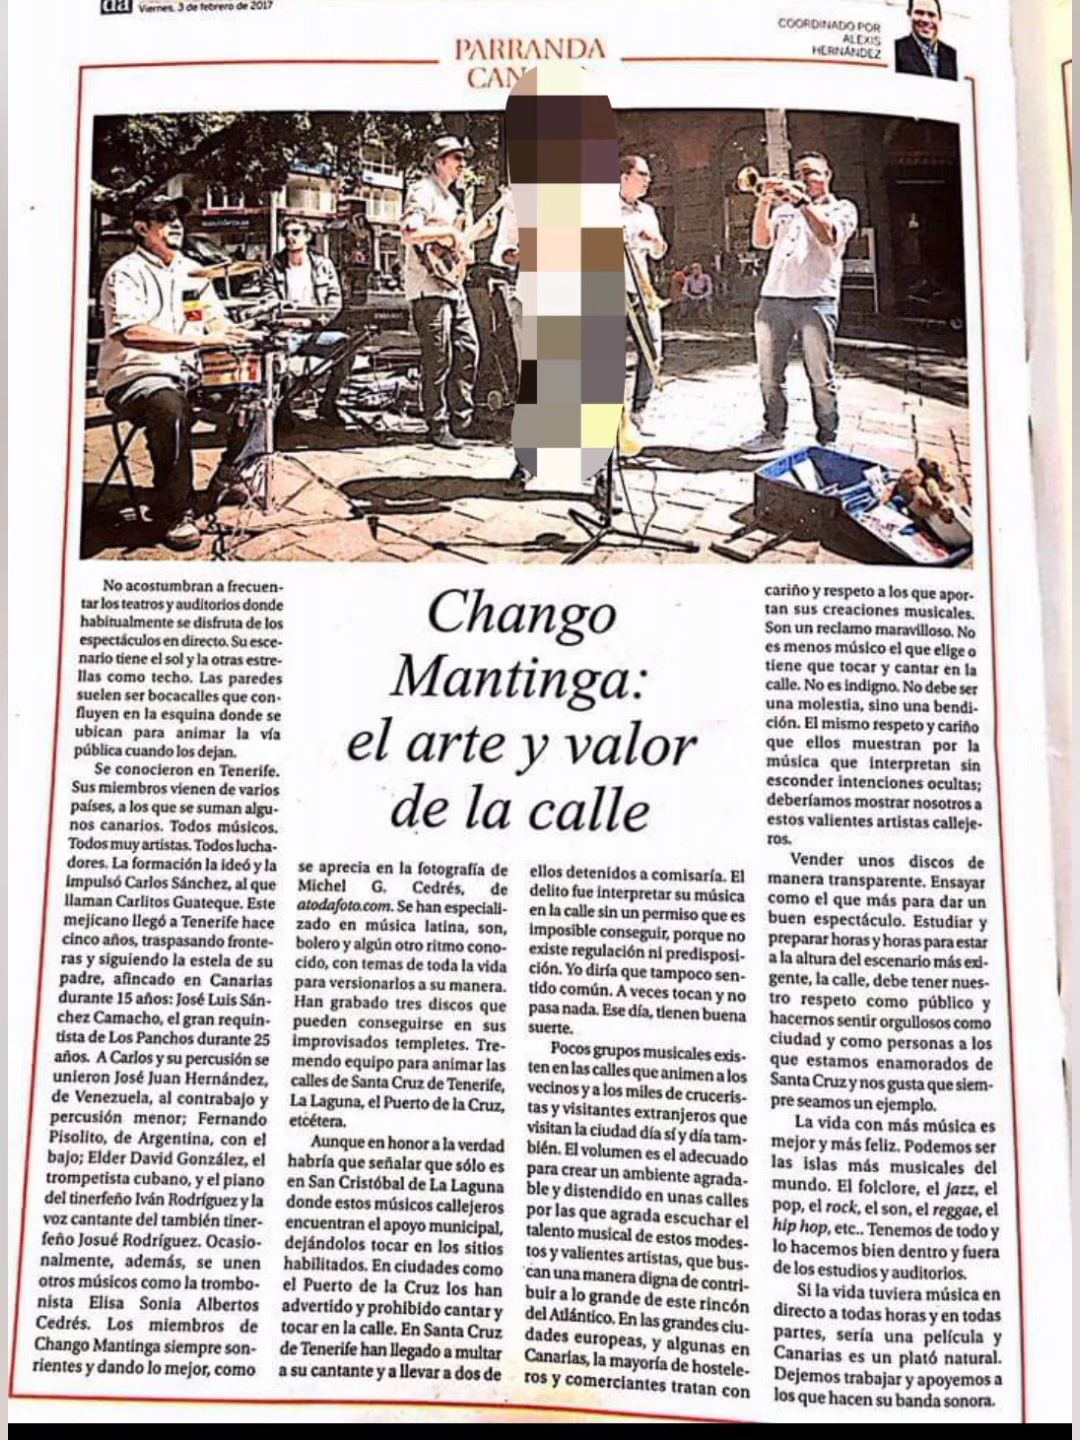 da
Viernes, 3 de febrero de 2017
COORDINADO POR
ALEXIS
HERNÁNDEZ
PARRANDA
CAN
Chango
Mantinga:
el arte y valor
de la calle
No acostumbran a frecuen-
tar los teatros y auditorios donde
habitualmente se disfruta de los
espectáculos en directo. Su esce-
nario tiene el sol y la otras estre-
llas como techo. Las paredes
suelen ser bocacalles que con-
fluyen en la esquina donde se
ubican para animar la vía
pública cuando los dejan.
Se conocieron en Tenerife.
Sus miembros vienen de varios
países, a los que se suman algu-
nos canarios. Todos músicos.
Todos muy artistas. Todos lucha-
dores. La formación la ideó y la
impulsó Carlos Sánchez, al que
llaman Carlitos Guateque. Este
mejicano llegó a Tenerife hace
cinco años, traspasando fronte-
ras y siguiendo la estela de su
padre, afincado en Canarias
durante 15 años: José Luis Sán-
chez Camacho, el gran requin-
tista de Los Panchos durante 25
años. A Carlos y su percusión se
unieron José Juan Hernández,
de Venezuela, al contrabajo y
percusión menor; Fernando
Pisolito, de Argentina, con el
bajo; Elder David González, el
trompetista cubano, y el piano
del tinerfeño Iván Rodríguez y la
voz cantante del también tiner-
feño Josué Rodríguez. Ocasio-
nalmente, además, se unen
otros músicos como la trombo-
nista Elisa Sonia Albertos
Cedrés. Los miembros de
Chango Mantinga siempre son-
rientes y dando lo mejor, como
se aprecia en la fotografía de
Michel G. Cedrés, de
atodafoto.com. Se han especiali-
zado en música latina, son,
bolero y algún otro ritmo cono-
cido, con temas de toda la vida
para versionarlos a su manera.
Han grabado tres discos que
pueden conseguirse en sus
improvisados templetes. Tre-
mendo equipo para animar las
calles de Santa Cruz de Tenerife,
La Laguna, el Puerto de la Cruz,
etcétera.
Aunque en honor a la verdad
habría que señalar que sólo es
en San Cristóbal de La Laguna
donde estos músicos callejeros
encuentran el apoyo municipal,
dejándolos tocar en los sitios
habilitados. En ciudades como
el Puerto de la Cruz los han
advertido y prohibido cantar y
tocar en la calle. En Santa Cruz
de Tenerife han llegado a multar
a su cantante y a llevar a dos de
ellos detenidos a comisaría. El
delito fue interpretar su música
en la calle sin un permiso que es
imposible conseguir, porque no
existe regulación ni predisposi-
ción. Yo diría que tampoco sen-
tido común. A veces tocan y no
pasa nada. Ese día, tienen buena
suerte.
Pocos grupos musicales exis-
ten en las calles que animen a los
vecinos y a los miles de cruceris-
tas y visitantes extranjeros que
visitan la ciudad día sí y día tam-
bién. El volumen es el adecuado
para crear un ambiente agrada-
ble y distendido en unas calles
por las que agrada escuchar el
talento musical de estos modes-
tos y valientes artistas, que bus-
can una manera digna de contri-
buir a lo grande de este rincón
del Atlántico. En las grandes ciu-
dades europeas, y algunas en
Canarias, la mayoría de hostele-
ros y comerciantes tratan con
cariño y respeto a los que apor-
tan sus creaciones musicales.
Son un reclamo maravilloso. No
es menos músico el que elige o
tiene que tocar y cantar en la
calle. No es indigno. No debe ser
una molestia, sino una bendi-
ción. El mismo respeto y cariño
que ellos muestran por la
música que interpretan sin
esconder intenciones ocultas;
deberíamos mostrar nosotros a
estos valientes artistas calleje-
ros.
Vender unos discos de
manera transparente. Ensayar
como el que más para dar un
buen espectáculo. Estudiar y
preparar horas y horas para estar
a la altura del escenario más exi-
gente, la calle, debe tener nues-
tro respeto como público y
hacernos sentir orgullosos como
ciudad y como personas a los
que estamos enamorados de
Santa Cruz y nos gusta que siem-
pre seamos un ejemplo.
La vida con más música es
mejor y más feliz. Podemos ser
las islas más musicales del
mundo. El folclore, el jazz, el
pop, el rock, el son, el reggae, el
hip hop, etc.. Tenemos de todo y
lo hacemos bien dentro y fuera
de los estudios y auditorios.
Si la vida tuviera música en
directo a todas horas y en todas
partes, sería una película y
Canarias es un plató natural.
Dejemos trabajar y apoyemos a
los que hacen su banda sonora.